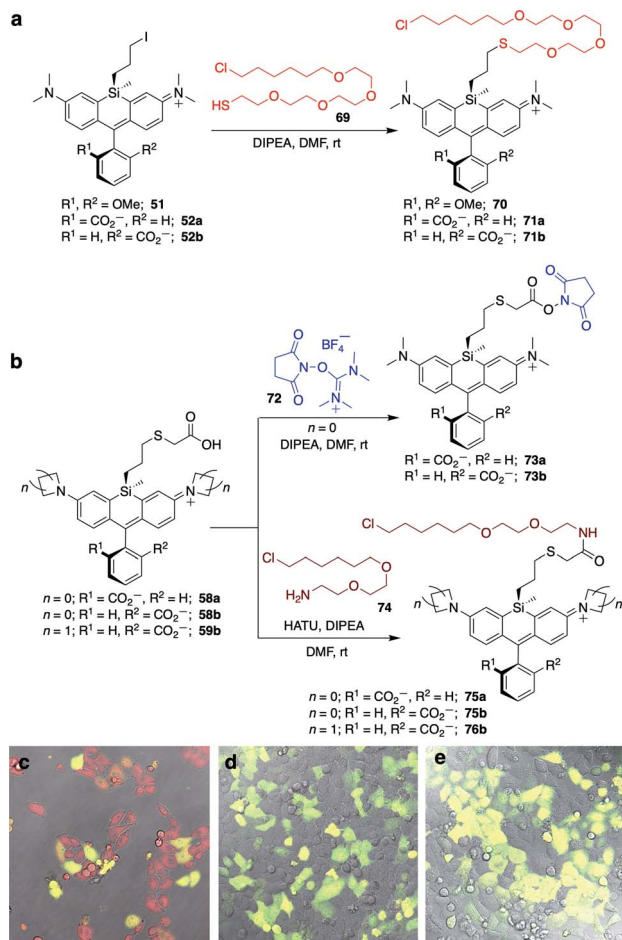 a
I
Cl
O
O
O
S
O
O
Cl
O
O
HS
O
O
O
69
N
Si
N
+
DIPEA, DMF, rt
N
Si
N
+
R¹
R²
R¹
R²
R¹, R² = OMe; 51
R¹ = CO₂⁻, R² = H; 52a
R¹ = H, R² = CO₂⁻; 52b
R¹, R² = OMe; 70
R¹ = CO₂⁻, R² = H; 71a
R¹ = H, R² = CO₂⁻; 71b
b
O
N
O
O
BF₄⁻
N
N
+
72
n = 0
DIPEA, DMF, rt
S
O
O
N
O
O
N
Si
N
+
R¹
R²
R¹ = CO₂⁻, R² = H; 73a
R¹ = H, R² = CO₂⁻; 73b
O
S
OH
n
N
Si
N
+
n
R¹
R²
n = 0; R¹ = CO₂⁻, R² = H; 58a
n = 0; R¹ = H, R² = CO₂⁻; 58b
n = 1; R¹ = H, R² = CO₂⁻; 59b
Cl
O
H₂N
O
74
HATU, DIPEA
DMF, rt
Cl
O
O
NH
S
O
n
N
Si
N
+
n
R¹
R²
n = 0; R¹ = CO₂⁻, R² = H; 75a
n = 0; R¹ = H, R² = CO₂⁻; 75b
n = 1; R¹ = H, R² = CO₂⁻; 76b
c
d
e